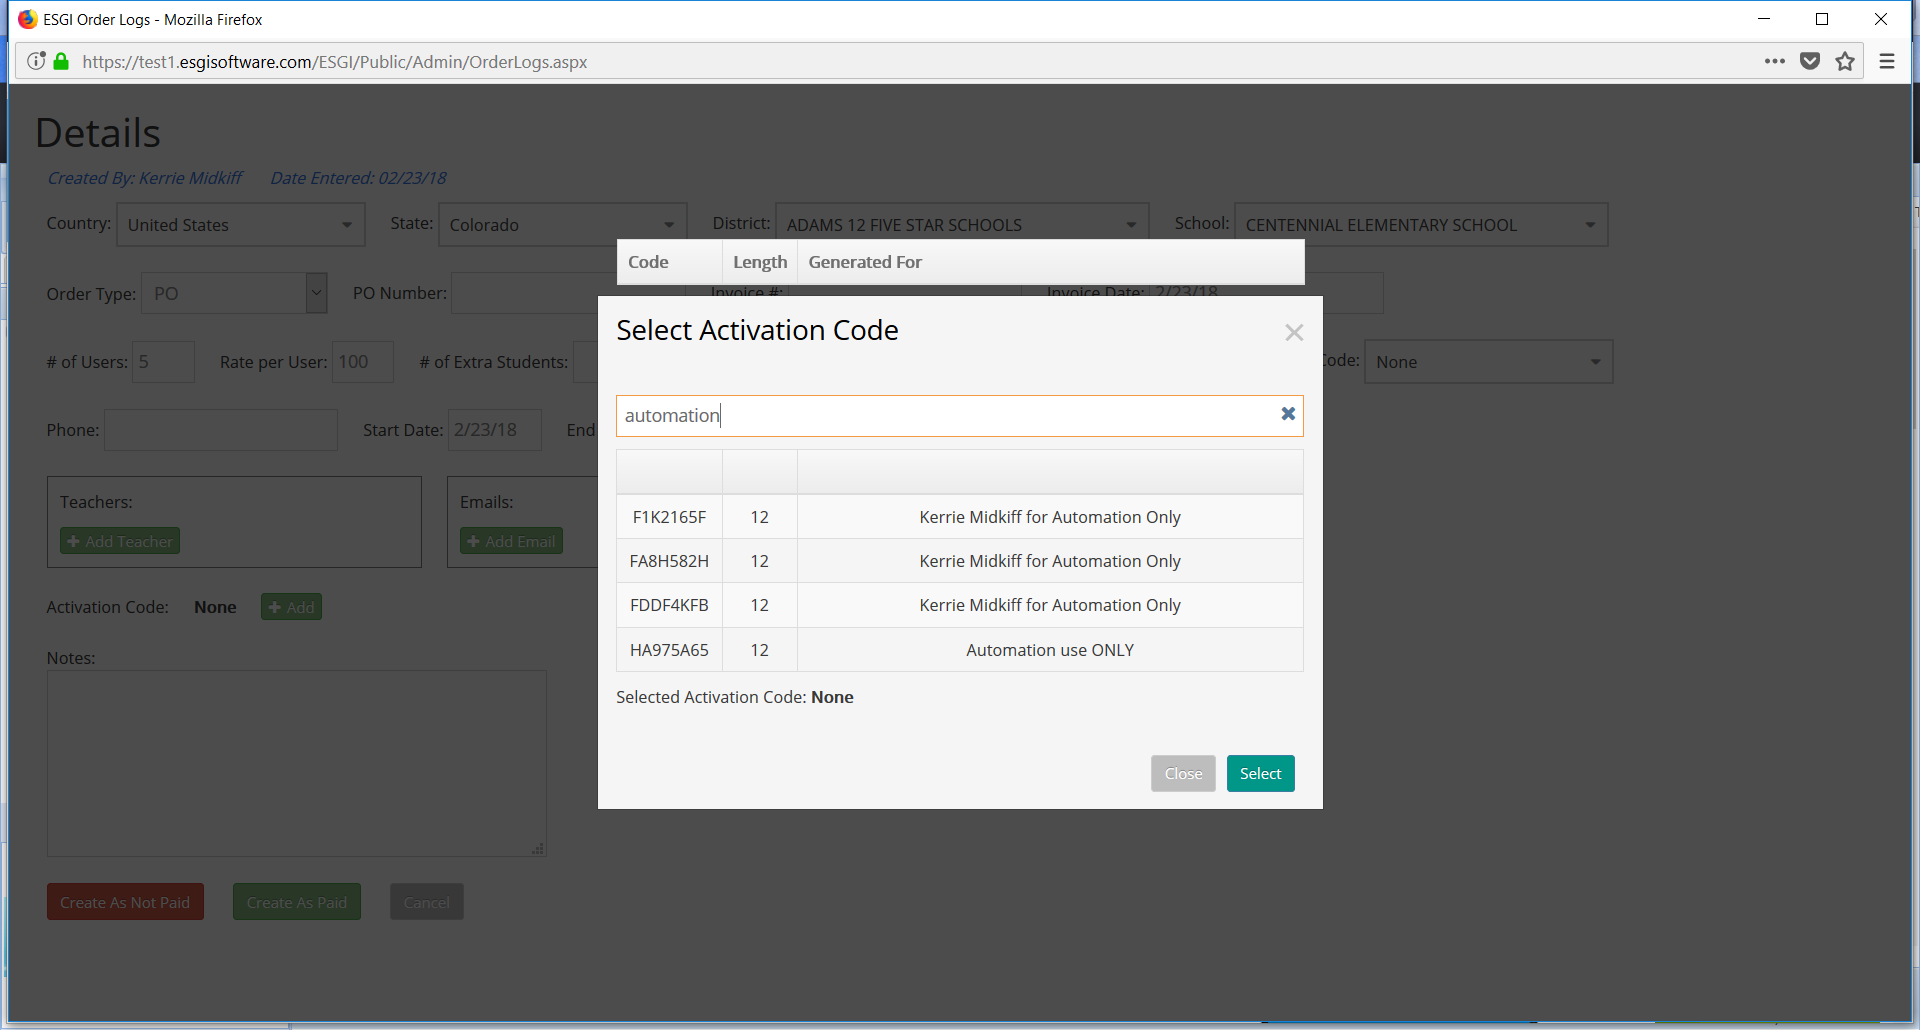 ESGI Order Logs - Mozilla Firefox
https://test1.esgisoftware.com/ESGI/Public/Admin/OrderLogs.aspx
Details
Created By: Kerrie Midkiff Date Entered: 02/23/18
Country: United States State: Colorado District: ADAMS 12 FIVE STAR SCHOOLS School: CENTENNIAL ELEMENTARY SCHOOL
Code Length Generated For
Order Type: PO PO Number: Invoice #: Invoice Date: 2/23/18
Select Activation Code
# of Users: 5 Rate per User: 100 # of Extra Students: Code: None
automation
Phone: Start Date: 2/23/18 End
Teachers: Emails:
Add Teacher Add Email
F1K2165F 12 Kerrie Midkiff for Automation Only
FA8H582H 12 Kerrie Midkiff for Automation Only
FDDF4KFB 12 Kerrie Midkiff for Automation Only
HA975A65 12 Automation use ONLY
Activation Code: None Add
Selected Activation Code: None
Notes:
Close Select
Create As Not Paid Create As Paid Cancel